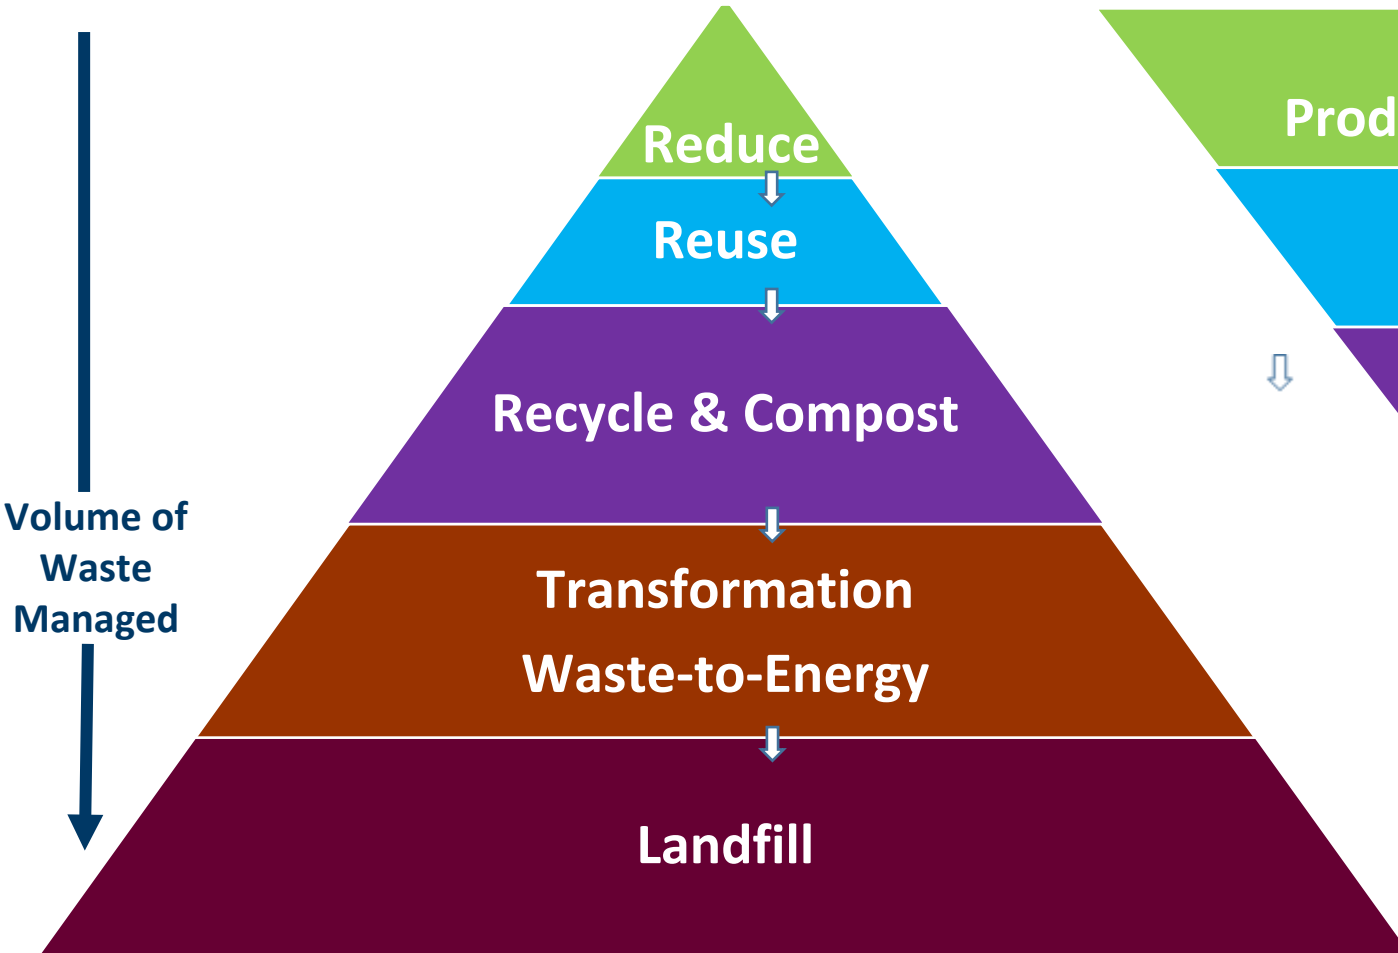 Reduce
Reuse
Recycle & Compost
Transformation
Waste-to-Energy
Landfill
Volume of
Waste
Managed
Prod